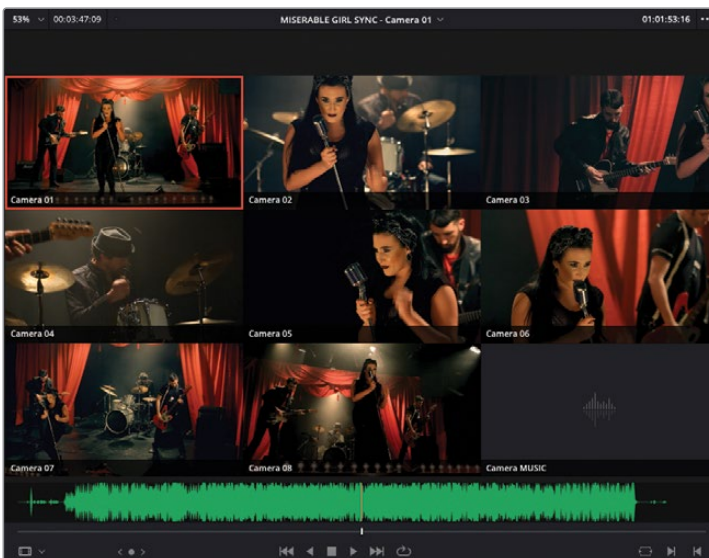 53% 00:03:47:09 MISERABLE GIRL SYNC - Camera 01 01:01:53:16
Camera 01 Camera 02 Camera 03
Camera 04 Camera 05 Camera 06
Camera 07 Camera 08 Camera MUSIC